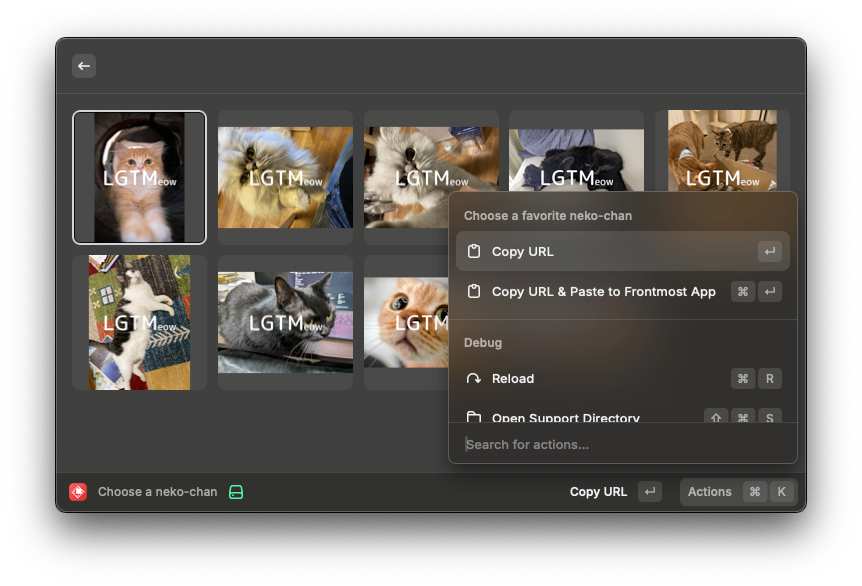 LGTMeow
LGTMeow
LGTMeow
LGTMeow
LGTMeow
LGTMeow
LGTMeow
LGTM
Choose a favorite neko-chan
Copy URL
Copy URL & Paste to Frontmost App ⌘
Debug
Reload ⌘ R
Open Support Directory ⇧ ⌘ S
Search for actions...
Choose a neko-chan
Copy URL
Actions ⌘ K